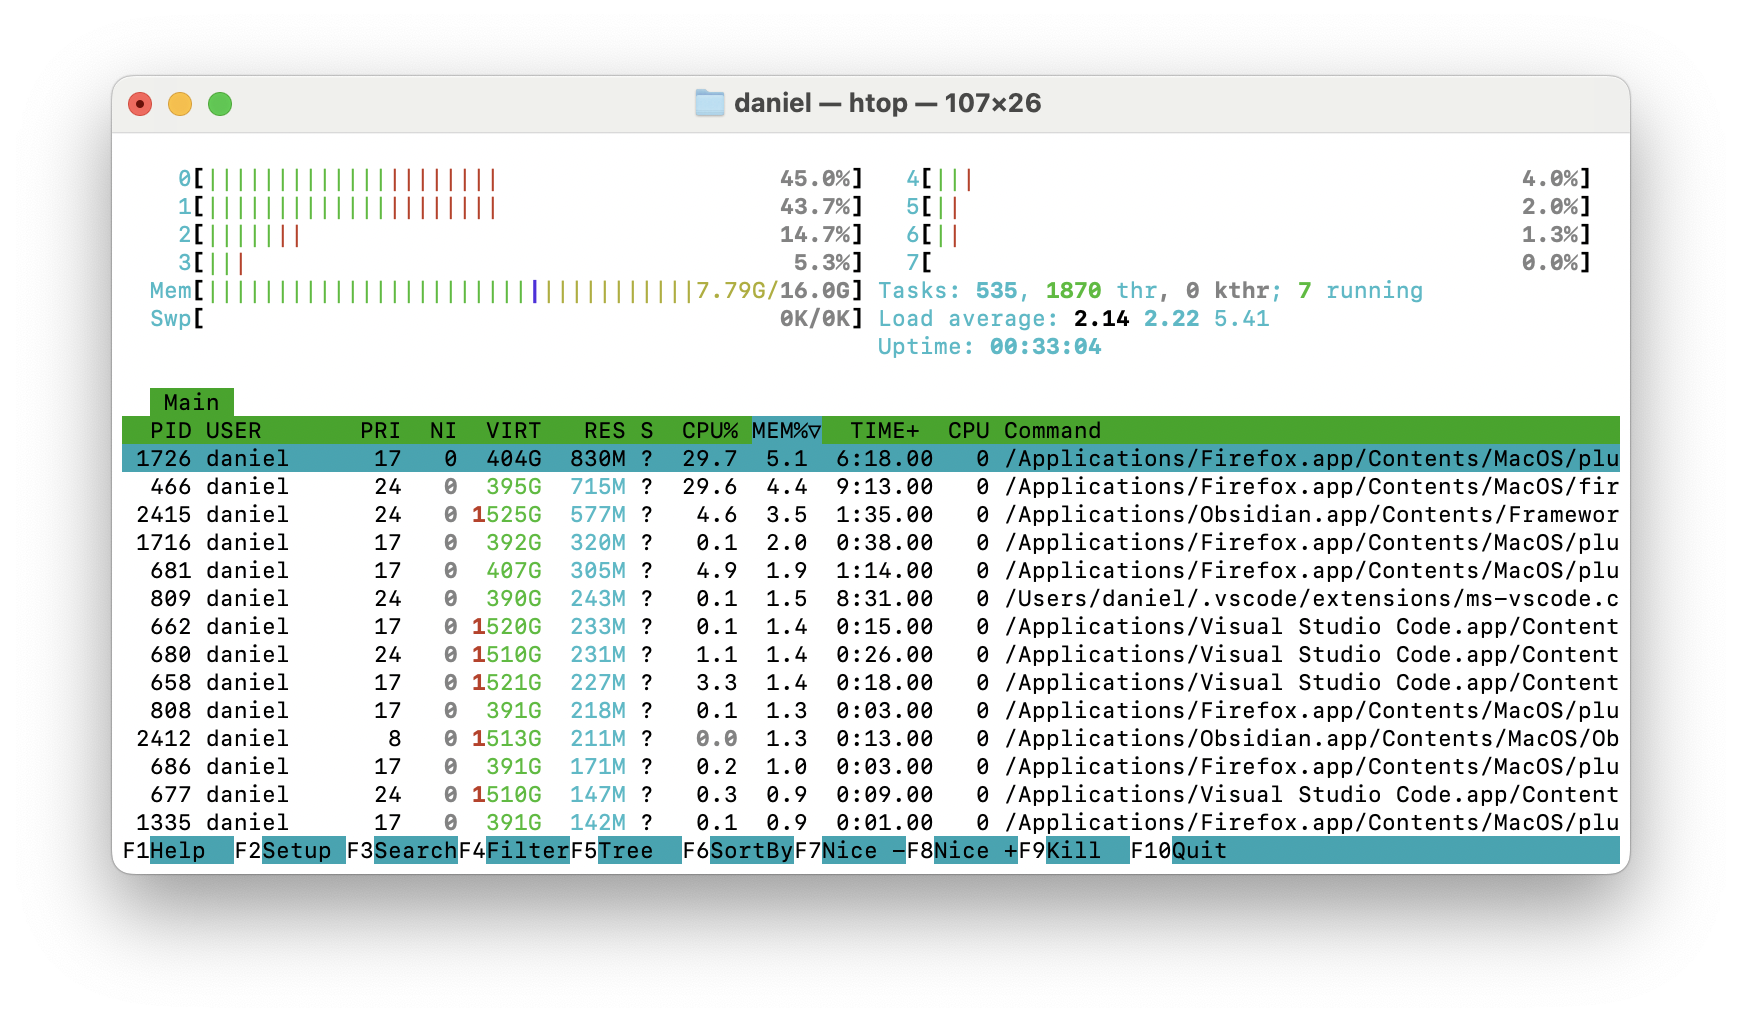 daniel — htop — 107×26
0[||||||||||||||||||||| 45.0%] 4[||| 4.0%]
1[||||||||||||||||||||| 43.7%] 5[|| 2.0%]
2[||||||| 14.7%] 6[|| 1.3%]
3[||| 5.3%] 7[ 0.0%]
Mem[|||||||||||||||||||||||||||||||||||7.79G/16.0G] Tasks: 535, 1870 thr, 0 kthr; 7 running
Swp[ 0K/0K] Load average: 2.14 2.22 5.41
Uptime: 00:33:04
Main
PID USER PRI NI VIRT RES S CPU% MEM%▽ TIME+ CPU Command
1726 daniel 17 0 404G 830M ? 29.7 5.1 6:18.00 0 /Applications/Firefox.app/Contents/MacOS/plu
466 daniel 24 0 395G 715M ? 29.6 4.4 9:13.00 0 /Applications/Firefox.app/Contents/MacOS/fir
2415 daniel 24 0 1525G 577M ? 4.6 3.5 1:35.00 0 /Applications/Obsidian.app/Contents/Framewor
1716 daniel 17 0 392G 320M ? 0.1 2.0 0:38.00 0 /Applications/Firefox.app/Contents/MacOS/plu
681 daniel 17 0 407G 305M ? 4.9 1.9 1:14.00 0 /Applications/Firefox.app/Contents/MacOS/plu
809 daniel 24 0 390G 243M ? 0.1 1.5 8:31.00 0 /Users/daniel/.vscode/extensions/ms-vscode.c
662 daniel 17 0 1520G 233M ? 0.1 1.4 0:15.00 0 /Applications/Visual Studio Code.app/Content
680 daniel 24 0 1510G 231M ? 1.1 1.4 0:26.00 0 /Applications/Visual Studio Code.app/Content
658 daniel 17 0 1521G 227M ? 3.3 1.4 0:18.00 0 /Applications/Visual Studio Code.app/Content
808 daniel 17 0 391G 218M ? 0.1 1.3 0:03.00 0 /Applications/Firefox.app/Contents/MacOS/plu
2412 daniel 8 0 1513G 211M ? 0.0 1.3 0:13.00 0 /Applications/Obsidian.app/Contents/MacOS/Ob
686 daniel 17 0 391G 171M ? 0.2 1.0 0:03.00 0 /Applications/Firefox.app/Contents/MacOS/plu
677 daniel 24 0 1510G 147M ? 0.3 0.9 0:09.00 0 /Applications/Visual Studio Code.app/Content
1335 daniel 17 0 391G 142M ? 0.1 0.9 0:01.00 0 /Applications/Firefox.app/Contents/MacOS/plu
F1Help F2Setup F3SearchF4FilterF5Tree F6SortByF7Nice -F8Nice +F9Kill F10Quit